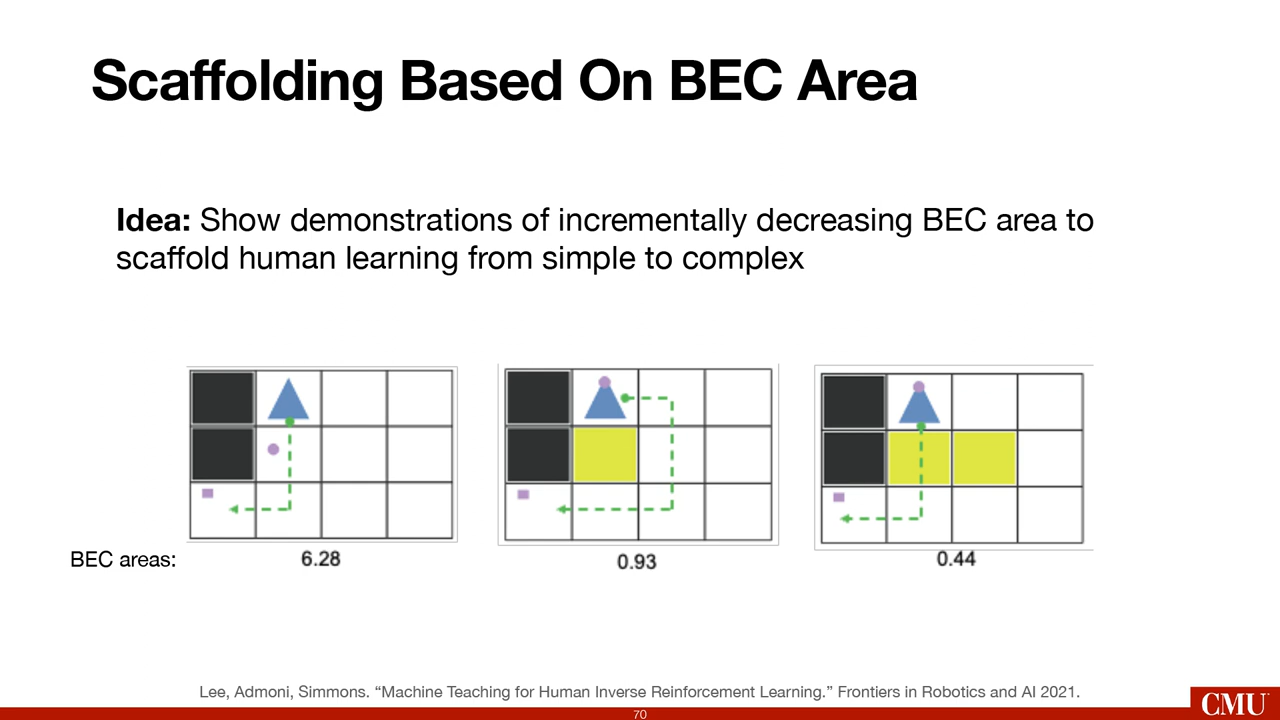 Scaffolding Based On BEC Area
Idea: Show demonstrations of incrementally decreasing BEC area to
scaffold human learning from simple to complex
BEC areas:
6.28
0.93
0.44
Lee, Admoni, Simmons. “Machine Teaching for Human Inverse Reinforcement Learning.” Frontiers in Robotics and AI 2021.
70
CMU